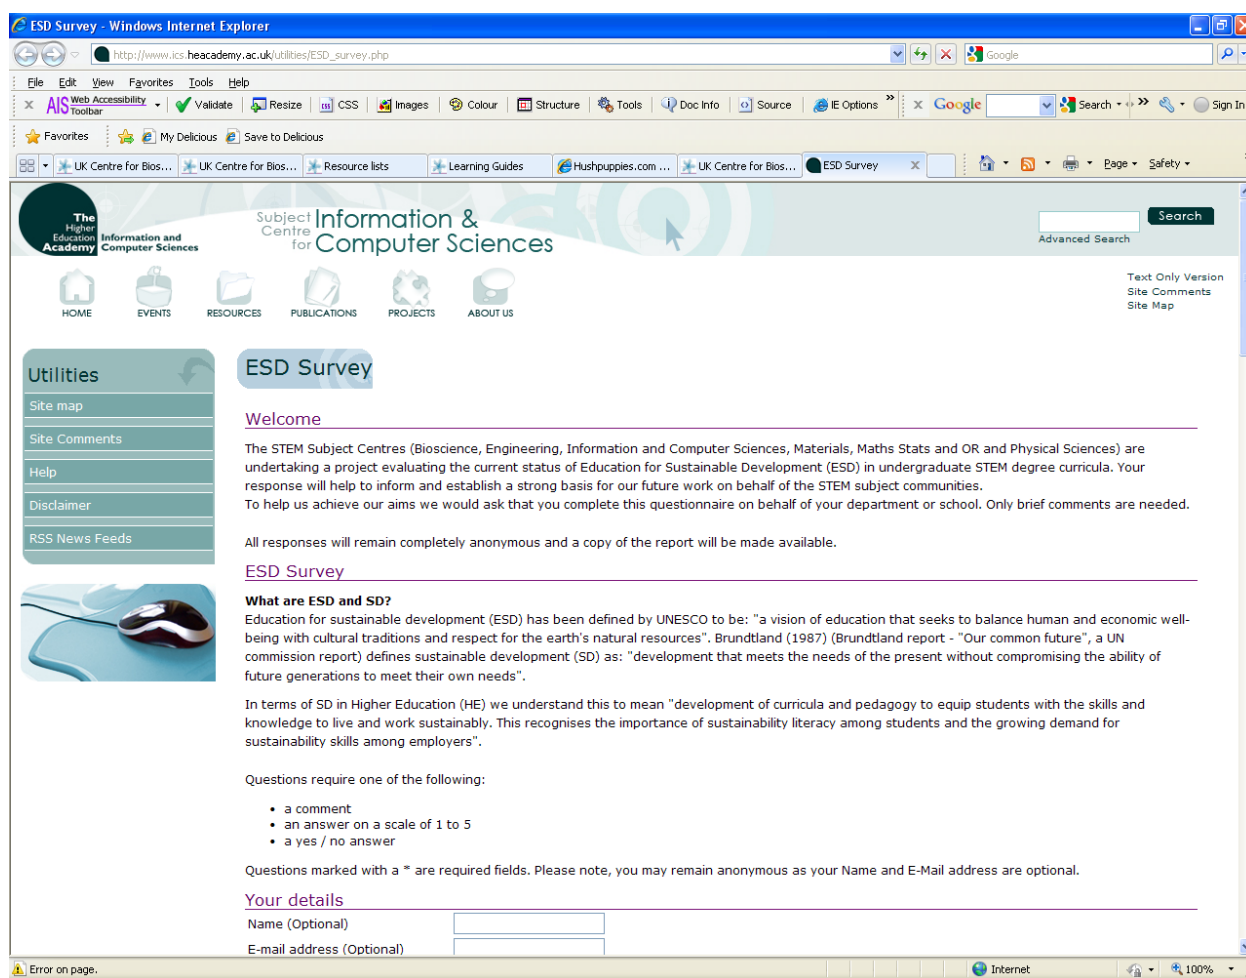 ESD Survey - Windows Internet Explorer
http://www.ics.heacademy.ac.uk/utilities/ESD_survey.php
Google
File Edit View Favorites Tools Help
x AIS Web Accessibility Toolbar Validate Resize CSS Images Colour Structure Tools Doc Info Source IE Options » x Google Search » Sign In
Favorites My Delicious Save to Delicious
UK Centre for Bios... UK Centre for Bios... Resource lists Learning Guides Hushpuppies.com ... UK Centre for Bios... ESD Survey x Page Safety
The Higher Education Academy Information and Computer Sciences
Subject Centre for Information & Computer Sciences
Search
Advanced Search
Text Only Version
Site Comments
Site Map
HOME EVENTS RESOURCES PUBLICATIONS PROJECTS ABOUT US
Utilities
Site map
Site Comments
Help
Disclaimer
RSS News Feeds
ESD Survey
Welcome
The STEM Subject Centres (Bioscience, Engineering, Information and Computer Sciences, Materials, Maths Stats and OR and Physical Sciences) are
undertaking a project evaluating the current status of Education for Sustainable Development (ESD) in undergraduate STEM degree curricula. Your
response will help to inform and establish a strong basis for our future work on behalf of the STEM subject communities.
To help us achieve our aims we would ask that you complete this questionnaire on behalf of your department or school. Only brief comments are needed.
All responses will remain completely anonymous and a copy of the report will be made available.
ESD Survey
What are ESD and SD?
Education for sustainable development (ESD) has been defined by UNESCO to be: "a vision of education that seeks to balance human and economic well-
being with cultural traditions and respect for the earth's natural resources". Brundtland (1987) (Brundtland report - "Our common future", a UN
commission report) defines sustainable development (SD) as: "development that meets the needs of the present without compromising the ability of
future generations to meet their own needs".
In terms of SD in Higher Education (HE) we understand this to mean "development of curricula and pedagogy to equip students with the skills and
knowledge to live and work sustainably. This recognises the importance of sustainability literacy among students and the growing demand for
sustainability skills among employers".
Questions require one of the following:
• a comment
• an answer on a scale of 1 to 5
• a yes / no answer
Questions marked with a * are required fields. Please note, you may remain anonymous as your Name and E-Mail address are optional.
Your details
Name (Optional)
E-mail address (Optional)
Error on page. Internet 100%